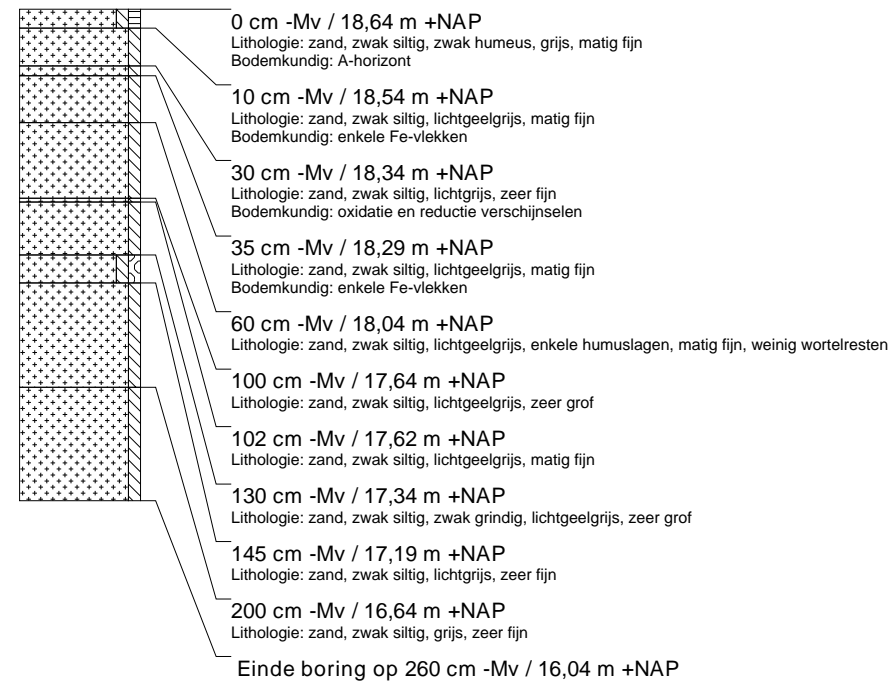 0 cm -Mv / 18,64 m +NAP
Lithologie: zand, zwak siltig, zwak humeus, grijs, matig fijn
Bodemkundig: A-horizont
10 cm -Mv / 18,54 m +NAP
Lithologie: zand, zwak siltig, lichtgeelgrijs, matig fijn
Bodemkundig: enkele Fe-vlekken
30 cm -Mv / 18,34 m +NAP
Lithologie: zand, zwak siltig, lichtgrijs, zeer fijn
Bodemkundig: oxidatie en reductie verschijnselen
35 cm -Mv / 18,29 m +NAP
Lithologie: zand, zwak siltig, lichtgeelgrijs, matig fijn
Bodemkundig: enkele Fe-vlekken
60 cm -Mv / 18,04 m +NAP
Lithologie: zand, zwak siltig, lichtgeelgrijs, enkele humuslagen, matig fijn, weinig wortelresten
100 cm -Mv / 17,64 m +NAP
Lithologie: zand, zwak siltig, lichtgeelgrijs, zeer grof
102 cm -Mv / 17,62 m +NAP
Lithologie: zand, zwak siltig, lichtgeelgrijs, matig fijn
130 cm -Mv / 17,34 m +NAP
Lithologie: zand, zwak siltig, zwak grindig, lichtgeelgrijs, zeer grof
145 cm -Mv / 17,19 m +NAP
Lithologie: zand, zwak siltig, lichtgrijs, zeer fijn
200 cm -Mv / 16,64 m +NAP
Lithologie: zand, zwak siltig, grijs, zeer fijn
Einde boring op 260 cm -Mv / 16,04 m +NAP